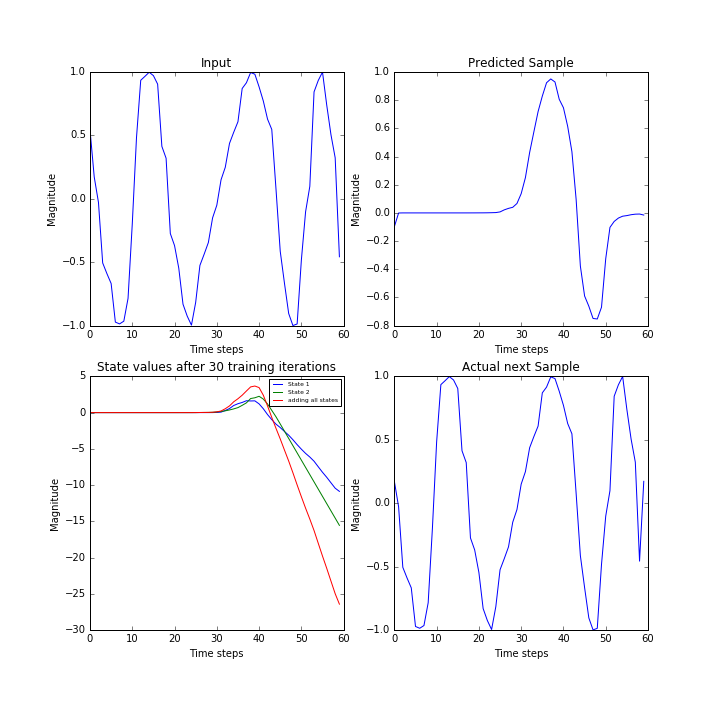 Input
Magnitude
1.0
0.5
0.0
−0.5
−1.0
0 10 20 30 40 50 60
Time steps
Predicted Sample
Magnitude
1.0
0.8
0.6
0.4
0.2
0.0
−0.2
−0.4
−0.6
−0.8
0 10 20 30 40 50 60
Time steps
State values after 30 training iterations
Magnitude
5
0
−5
−10
−15
−20
−25
−30
0 10 20 30 40 50 60
Time steps
State 1
State 2
adding all states
Actual next Sample
Magnitude
1.0
0.5
0.0
−0.5
−1.0
0 10 20 30 40 50 60
Time steps